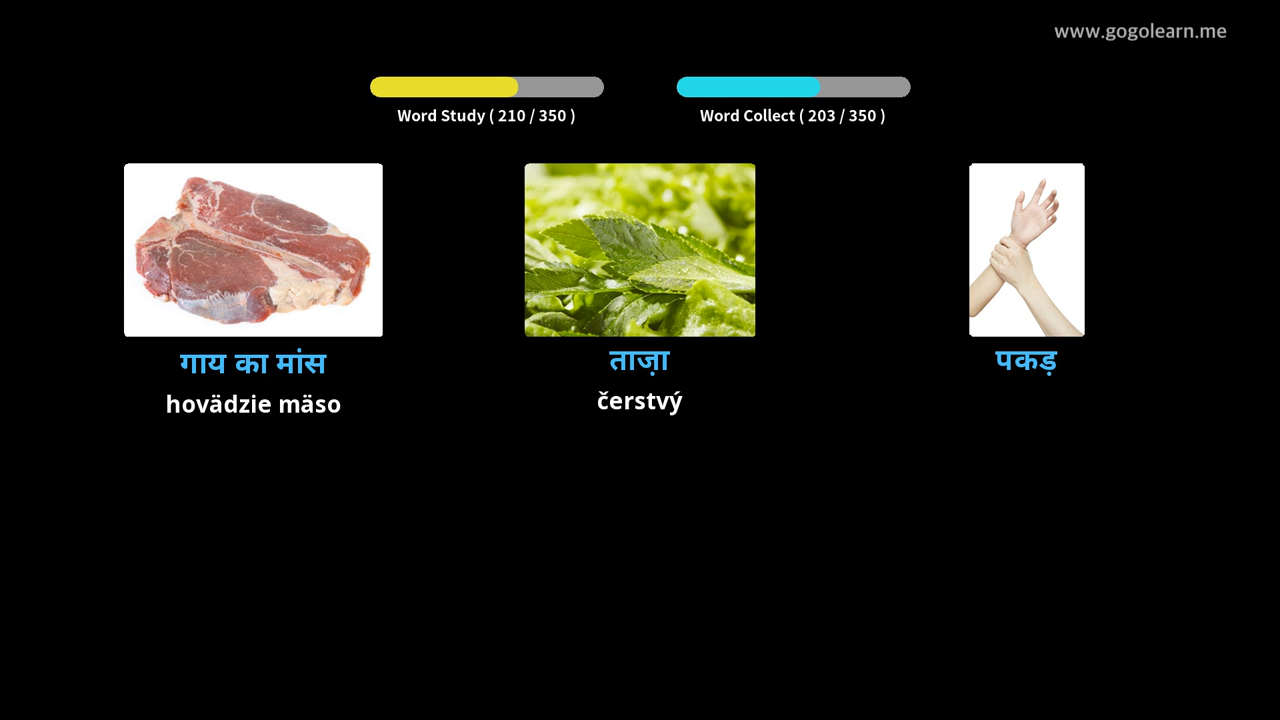 www.gogolearn.me
Word Study ( 210 / 350 )
Word Collect ( 203 / 350 )
गाय का मांस
hovädzie mäso
ताज़ा
čerstvý
पकड़